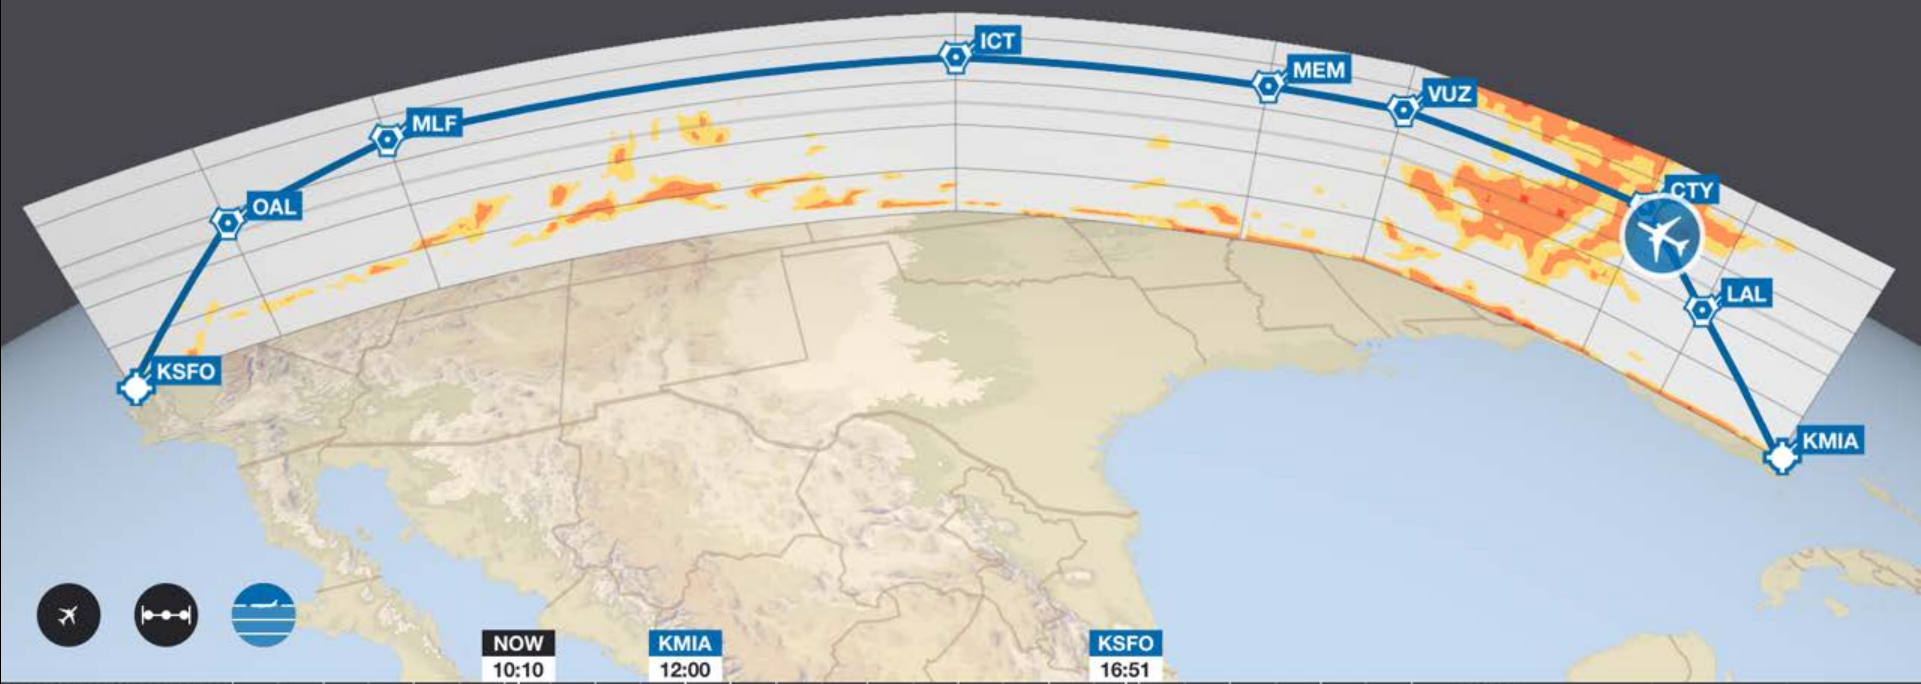 ICT
MEM
VUZ
MLF
CTY
OAL
LAL
KSFO
KMIA
NOW
10:10
KMIA
12:00
KSFO
16:51